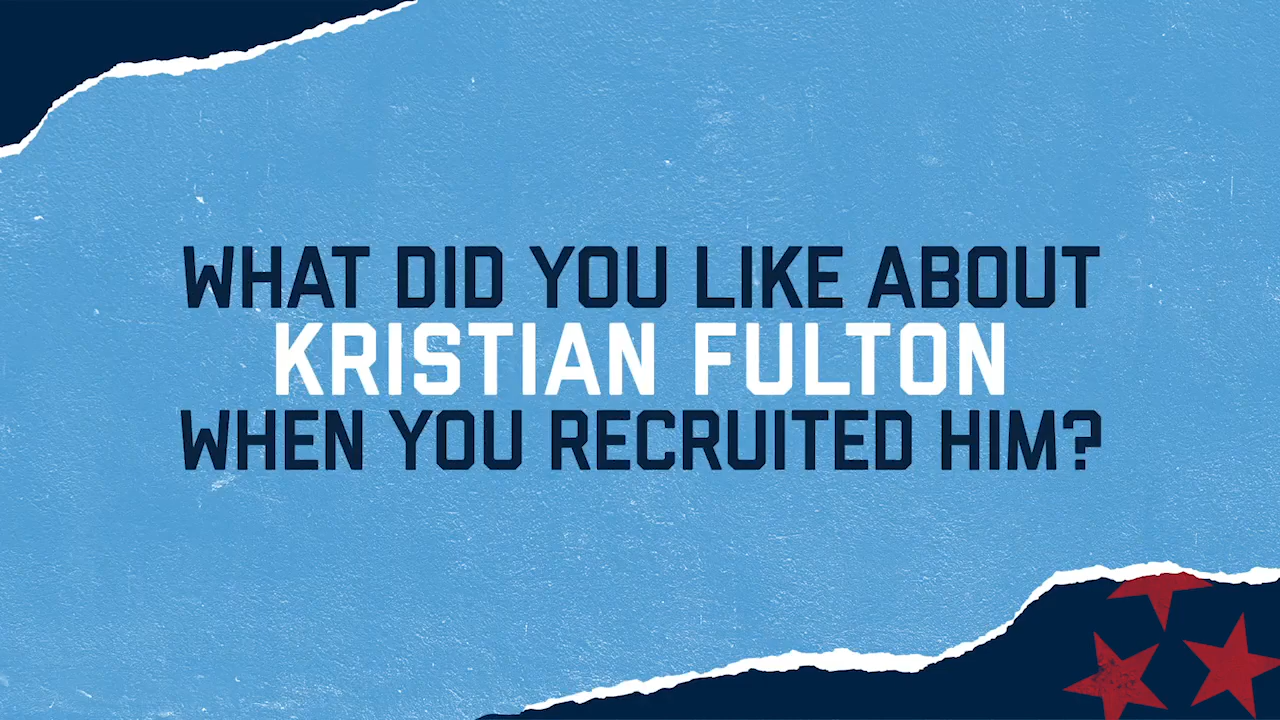 WHAT DID YOU LIKE ABOUT
KRISTIAN FULTON
WHEN YOU RECRUITED HIM?